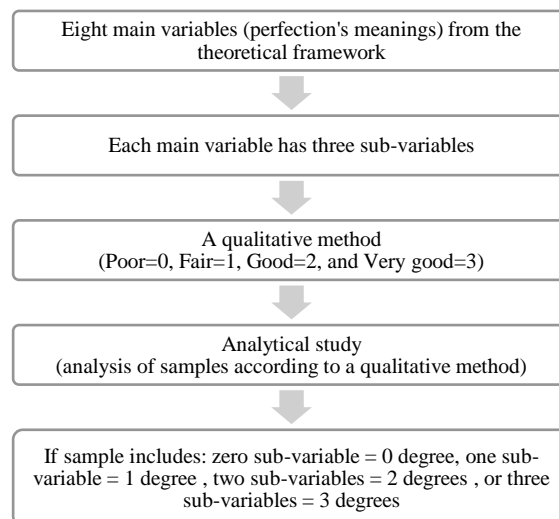 Eight main variables (perfection's meanings) from the
theoretical framework
Each main variable has three sub-variables
A qualitative method
(Poor=0, Fair=1, Good=2, and Very good=3)
Analytical study
(analysis of samples according to a qualitative method)
If sample includes: zero sub-variable = 0 degree, one sub-
variable = 1 degree , two sub-variables = 2 degrees , or three
sub-variables = 3 degrees